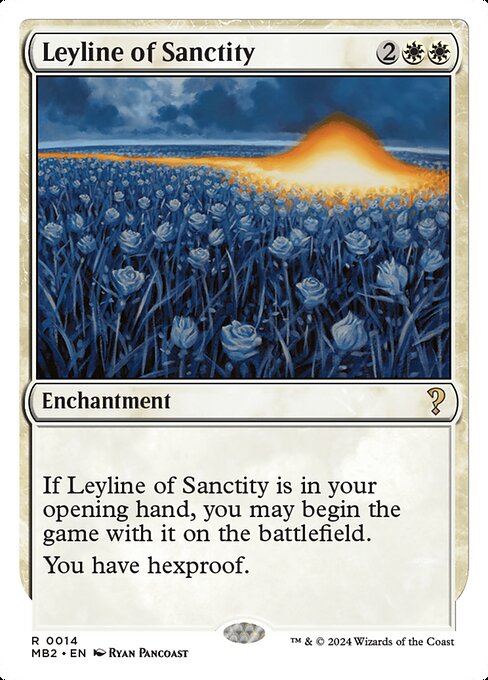 Leyline of Sanctity 2
Enchantment
If Leyline of Sanctity is in your
opening hand, you may begin the
game with it on the battlefield.
You have hexproof.
R 0014
MB2 • EN Ryan Pancoast
™ & © 2024 Wizards of the Coast